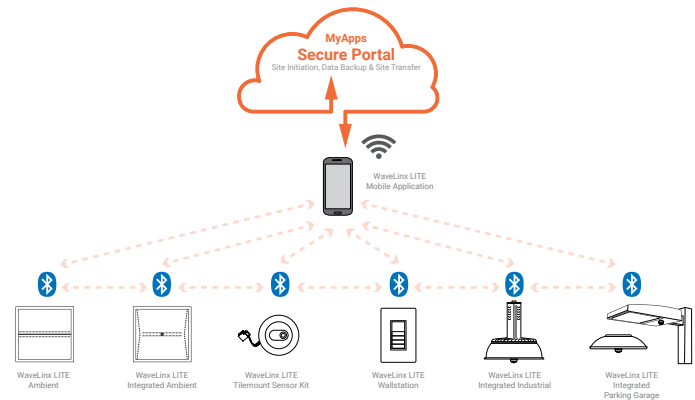 MyApps
Secure Portal
Site Initiation, Data Backup & Site Transfer
WaveLinx LITE
Mobile Application
WaveLinx LITE
Ambient
WaveLinx LITE
Integrated Ambient
WaveLinx LITE
Tilemount Sensor Kit
WaveLinx LITE
Wallstation
WaveLinx LITE
Integrated Industrial
WaveLinx LITE
Integrated
Parking Garage